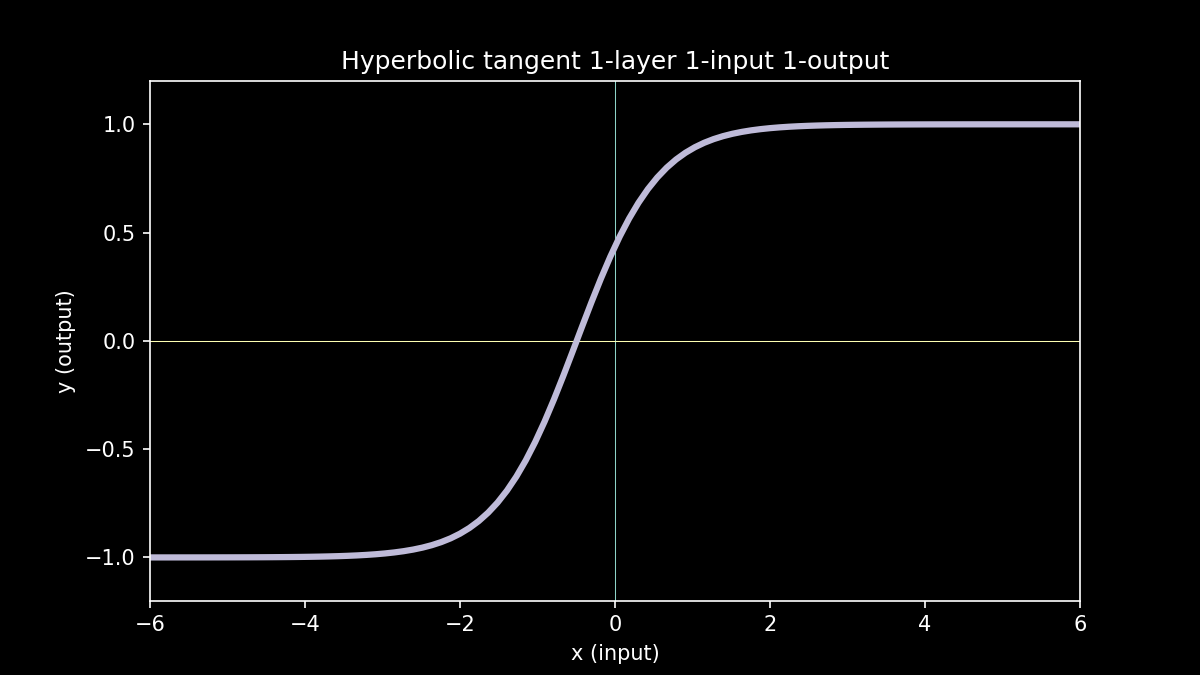 Hyperbolic tangent 1-layer 1-input 1-output
1.0
0.5
0.0
−0.5
−1.0
y (output)
−6 −4 −2 0 2 4 6
x (input)